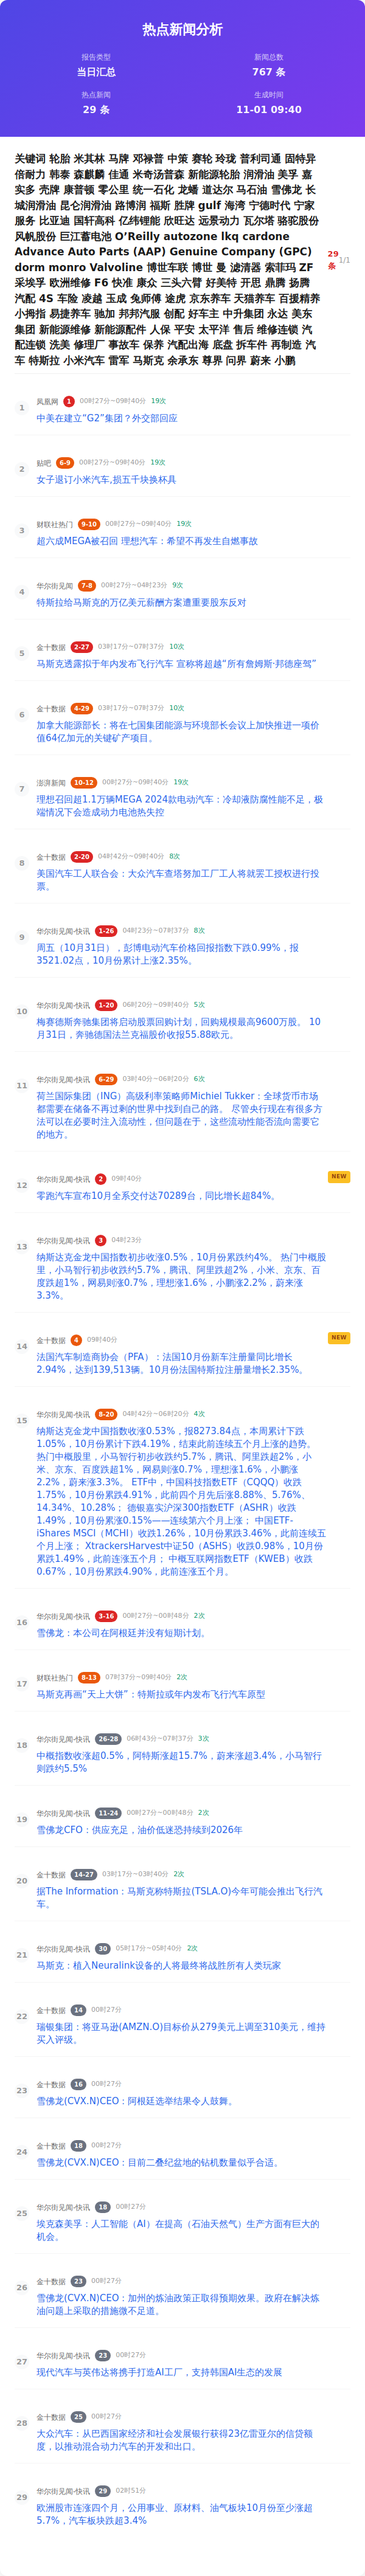 热点新闻分析
报告类型
当日汇总
新闻总数
767 条
热点新闻
29 条
生成时间
11-01 09:40
关键词 轮胎 米其林 马牌 邓禄普 中策 赛轮 玲珑 普利司通 固特异
倍耐力 韩泰 森麒麟 佳通 米奇汤普森 新能源轮胎 润滑油 美孚 嘉
实多 壳牌 康普顿 零公里 统一石化 龙蟠 道达尔 马石油 雪佛龙 长
城润滑油 昆仑润滑油 路博润 福斯 胜牌 gulf 海湾 宁德时代 宁家
服务 比亚迪 国轩高科 亿纬锂能 欣旺达 远景动力 瓦尔塔 骆驼股份
风帆股份 巨江蓄电池 O’Reilly autozone lkq cardone
Advance Auto Parts (AAP) Genuine Company (GPC)
dorm monro Valvoline 博世车联 博世 曼 滤清器 索菲玛 ZF
采埃孚 欧洲维修 F6 快准 康众 三头六臂 好美特 开思 鼎腾 扬腾
汽配 4S 车险 凌越 玉成 兔师傅 途虎 京东养车 天猫养车 百援精养
小拇指 易捷养车 驰加 邦邦汽服 创配 好车主 中升集团 永达 美东
集团 新能源维修 新能源配件 人保 平安 太平洋 售后 维修连锁 汽
配连锁 洗美 修理厂 事故车 保养 汽配出海 底盘 拆车件 再制造 汽
车 特斯拉 小米汽车 雷军 马斯克 余承东 尊界 问界 蔚来 小鹏
29
条
1/1
1
凤凰网 1 00时27分~09时40分 19次
中美在建立“G2”集团？外交部回应
2
贴吧 6-9 00时27分~09时40分 19次
女子退订小米汽车,损五千块换杯具
3
财联社热门 9-10 00时27分~09时40分 19次
超六成MEGA被召回 理想汽车：希望不再发生自燃事故
4
华尔街见闻 7-8 00时27分~04时23分 9次
特斯拉给马斯克的万亿美元薪酬方案遭重要股东反对
5
金十数据 2-27 03时17分~07时37分 10次
马斯克透露拟于年内发布飞行汽车 宣称将超越“所有詹姆斯·邦德座驾”
6
金十数据 4-29 03时17分~07时37分 10次
加拿大能源部长：将在七国集团能源与环境部长会议上加快推进一项价
值64亿加元的关键矿产项目。
7
澎湃新闻 10-12 00时27分~09时40分 19次
理想召回超1.1万辆MEGA 2024款电动汽车：冷却液防腐性能不足，极
端情况下会造成动力电池热失控
8
金十数据 2-20 04时42分~09时40分 8次
美国汽车工人联合会：大众汽车查塔努加工厂工人将就罢工授权进行投
票。
9
华尔街见闻-快讯 1-26 04时23分~07时37分 8次
周五（10月31日），彭博电动汽车价格回报指数下跌0.99%，报
3521.02点，10月份累计上涨2.35%。
10
华尔街见闻-快讯 1-20 06时20分~09时40分 5次
梅赛德斯奔驰集团将启动股票回购计划，回购规模最高9600万股。 10
月31日，奔驰德国法兰克福股价收报55.88欧元。
11
华尔街见闻-快讯 6-29 03时40分~06时20分 6次
荷兰国际集团（ING）高级利率策略师Michiel Tukker：全球货币市场
都需要在储备不再过剩的世界中找到自己的路。 尽管央行现在有很多方
法可以在必要时注入流动性，但问题在于，这些流动性能否流向需要它
的地方。
12
华尔街见闻-快讯 2 09时40分
NEW
零跑汽车宣布10月全系交付达70289台，同比增长超84%。
13
华尔街见闻-快讯 3 04时23分
纳斯达克金龙中国指数初步收涨0.5%，10月份累跌约4%。 热门中概股
里，小马智行初步收跌约5.7%，腾讯、阿里跌超2%，小米、京东、百
度跌超1%，网易则涨0.7%，理想涨1.6%，小鹏涨2.2%，蔚来涨
3.3%。
14
金十数据 4 09时40分
NEW
法国汽车制造商协会（PFA）：法国10月份新车注册量同比增长
2.94%，达到139,513辆。10月份法国特斯拉注册量增长2.35%。
15
华尔街见闻-快讯 8-20 04时42分~06时20分 4次
纳斯达克金龙中国指数收涨0.53%，报8273.84点，本周累计下跌
1.05%，10月份累计下跌4.19%，结束此前连续五个月上涨的趋势。
热门中概股里，小马智行初步收跌约5.7%，腾讯、阿里跌超2%，小
米、京东、百度跌超1%，网易则涨0.7%，理想涨1.6%，小鹏涨
2.2%，蔚来涨3.3%。 ETF中，中国科技指数ETF（CQQQ）收跌
1.75%，10月份累跌4.91%，此前四个月先后涨8.88%、5.76%、
14.34%、10.28%； 德银嘉实沪深300指数ETF（ASHR）收跌
1.49%，10月份累涨0.15%——连续第六个月上涨； 中国ETF-
iShares MSCI（MCHI）收跌1.26%，10月份累跌3.46%，此前连续五
个月上涨； XtrackersHarvest中证50（ASHS）收跌0.98%，10月份
累跌1.49%，此前连涨五个月； 中概互联网指数ETF（KWEB）收跌
0.67%，10月份累跌4.90%，此前连涨五个月。
16
华尔街见闻-快讯 3-16 00时27分~00时48分 2次
雪佛龙：本公司在阿根廷并没有短期计划。
17
财联社热门 8-13 07时37分~09时40分 2次
马斯克再画“天上大饼”：特斯拉或年内发布飞行汽车原型
18
华尔街见闻-快讯 26-28 06时43分~07时37分 3次
中概指数收涨超0.5%，阿特斯涨超15.7%，蔚来涨超3.4%，小马智行
则跌约5.5%
19
华尔街见闻-快讯 11-24 00时27分~00时48分 2次
雪佛龙CFO：供应充足，油价低迷恐持续到2026年
20
金十数据 14-27 03时17分~03时40分 2次
据The Information：马斯克称特斯拉(TSLA.O)今年可能会推出飞行汽
车。
21
华尔街见闻-快讯 30 05时17分~05时40分 2次
马斯克：植入Neuralink设备的人将最终将战胜所有人类玩家
22
金十数据 14 00时27分
瑞银集团：将亚马逊(AMZN.O)目标价从279美元上调至310美元，维持
买入评级。
23
金十数据 16 00时27分
雪佛龙(CVX.N)CEO：阿根廷选举结果令人鼓舞。
24
金十数据 18 00时27分
雪佛龙(CVX.N)CEO：目前二叠纪盆地的钻机数量似乎合适。
25
华尔街见闻-快讯 18 00时27分
埃克森美孚：人工智能（AI）在提高（石油天然气）生产方面有巨大的
机会。
26
金十数据 23 00时27分
雪佛龙(CVX.N)CEO：加州的炼油政策正取得预期效果。政府在解决炼
油问题上采取的措施微不足道。
27
华尔街见闻-快讯 23 00时27分
现代汽车与英伟达将携手打造AI工厂，支持韩国AI生态的发展
28
金十数据 25 00时27分
大众汽车：从巴西国家经济和社会发展银行获得23亿雷亚尔的信贷额
度，以推动混合动力汽车的开发和出口。
29
华尔街见闻-快讯 29 02时51分
欧洲股市连涨四个月，公用事业、原材料、油气板块10月份至少涨超
5.7%，汽车板块跌超3.4%